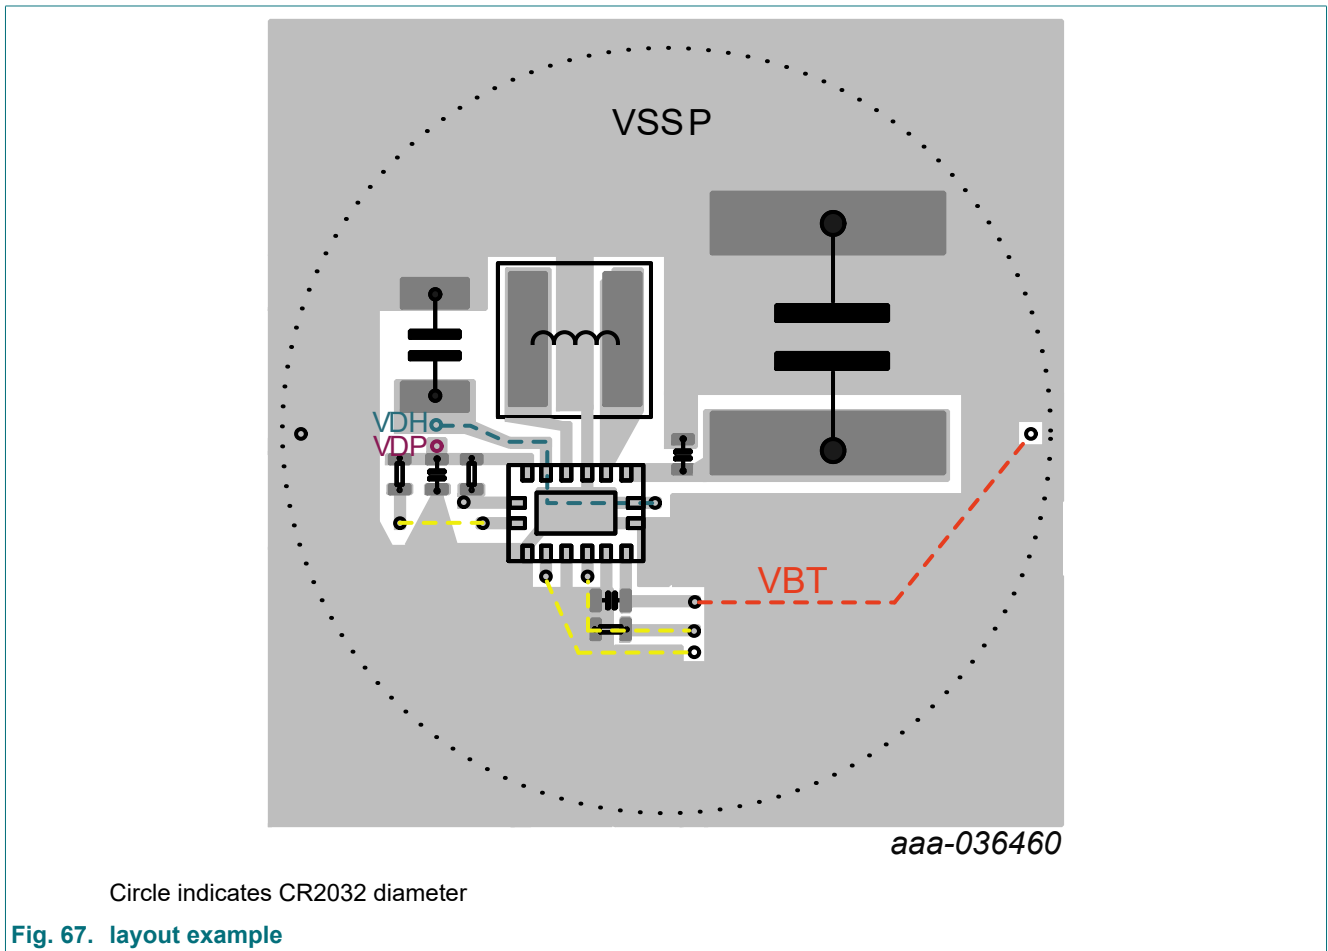 VSSP
VDH
VDP
VBT
aaa-036460
Circle indicates CR2032 diameter
Fig. 67. layout example